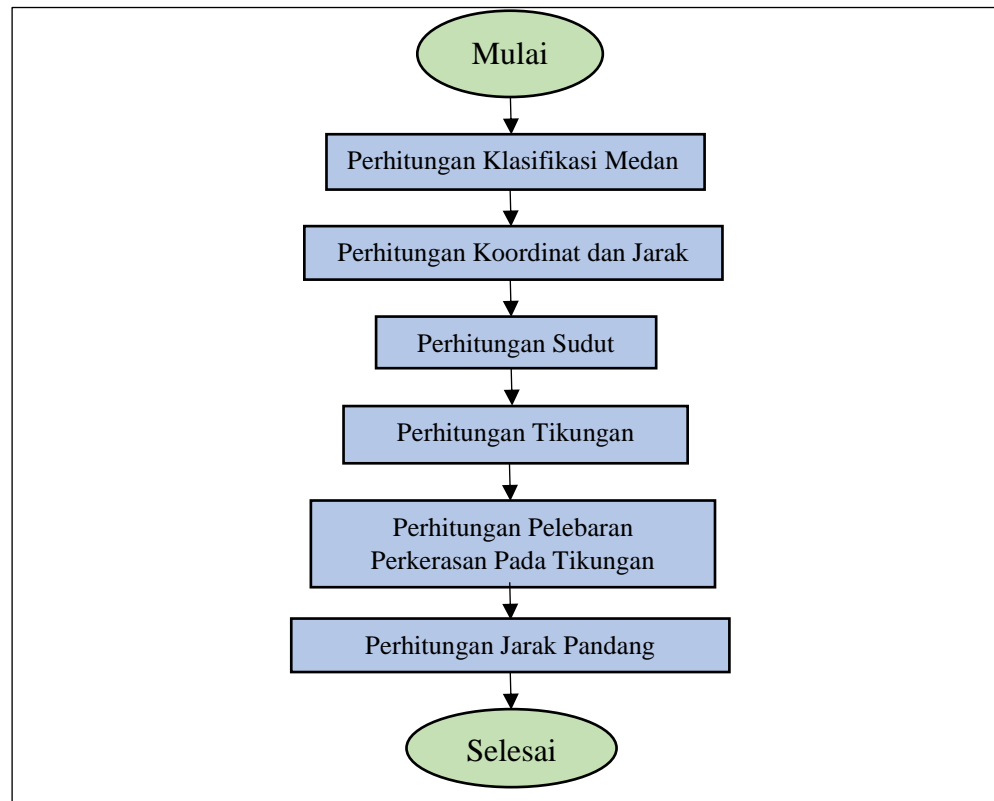 Mulai
Perhitungan Klasifikasi Medan
Perhitungan Koordinat dan Jarak
Perhitungan Sudut
Perhitungan Tikungan
Perhitungan Pelebaran
Perkerasan Pada Tikungan
Perhitungan Jarak Pandang
Selesai